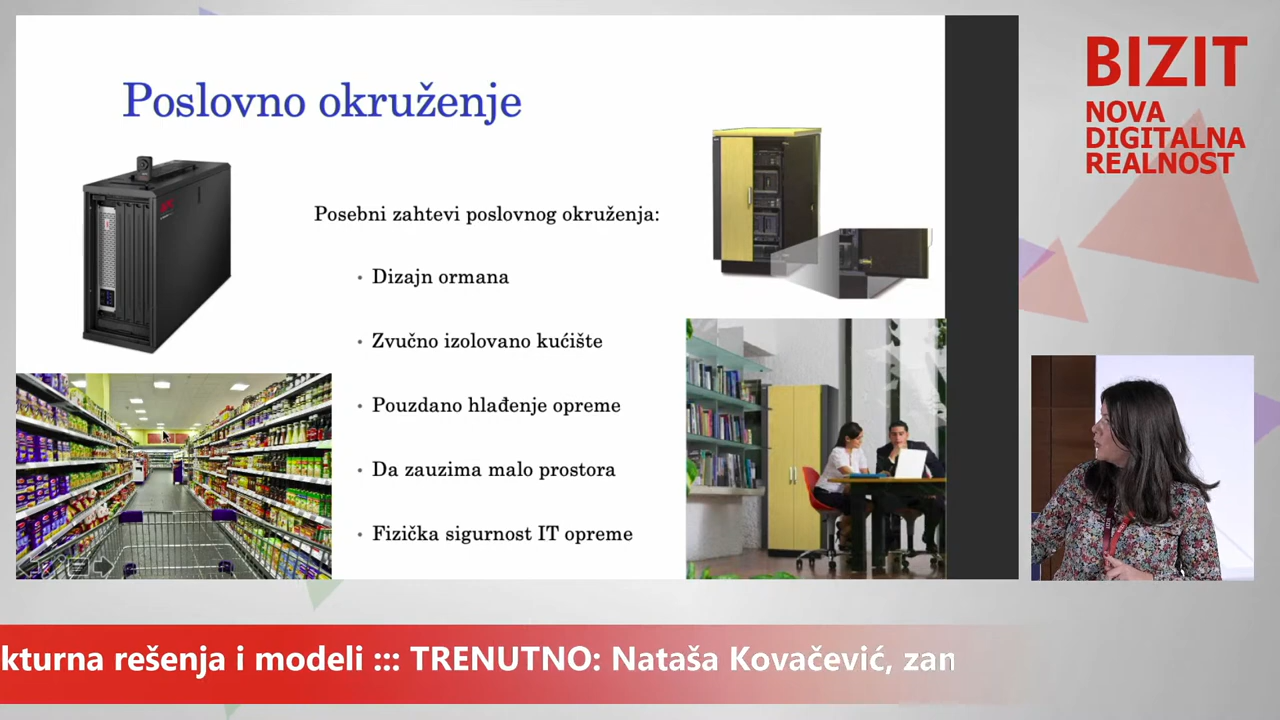 Poslovno okruženje
Posebni zahtevi poslovnog okruženja:
• Dizajn ormana
• Zvučno izolovano kućište
• Pouzdano hlađenje opreme
• Da zauzima malo prostora
• Fizička sigurnost IT opreme
BIZIT
NOVA
DIGITALNA
REALNOST
kturna rešenja i modeli ::: TRENUTNO: Nataša Kovačević, zam